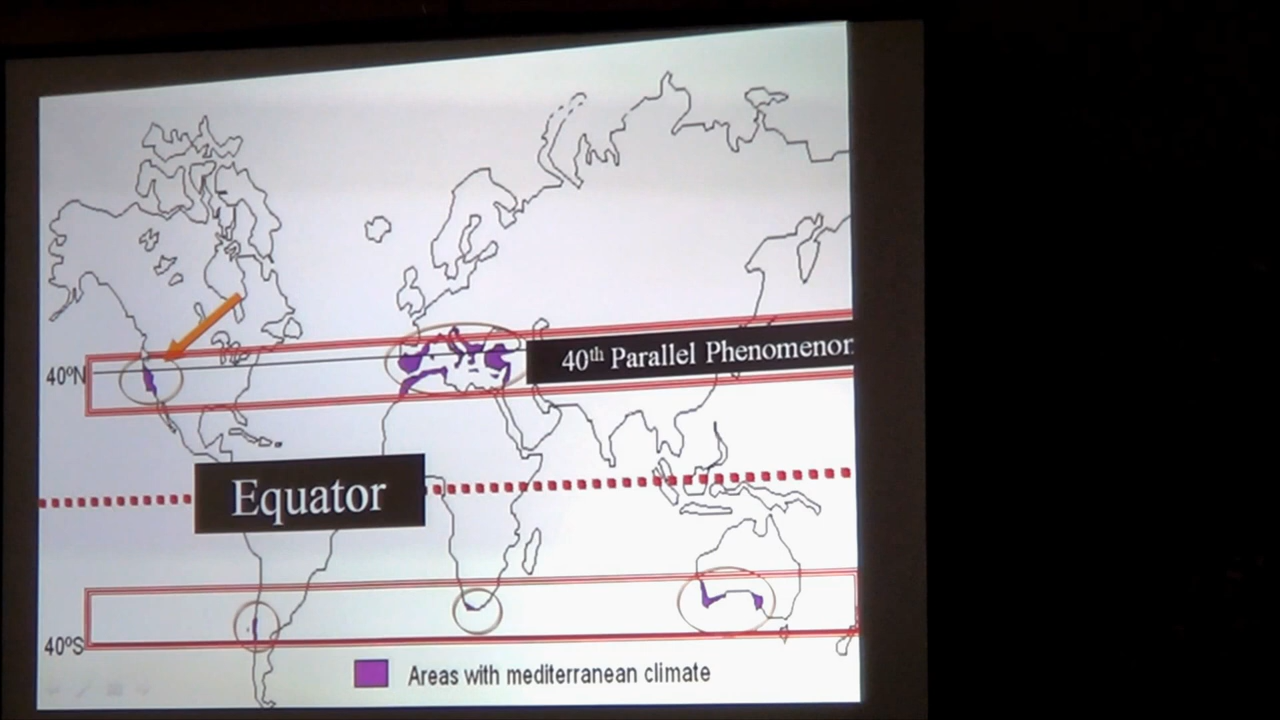 40ºN
40th Parallel Phenomenon
Equator
40ºS
Areas with mediterranean climate